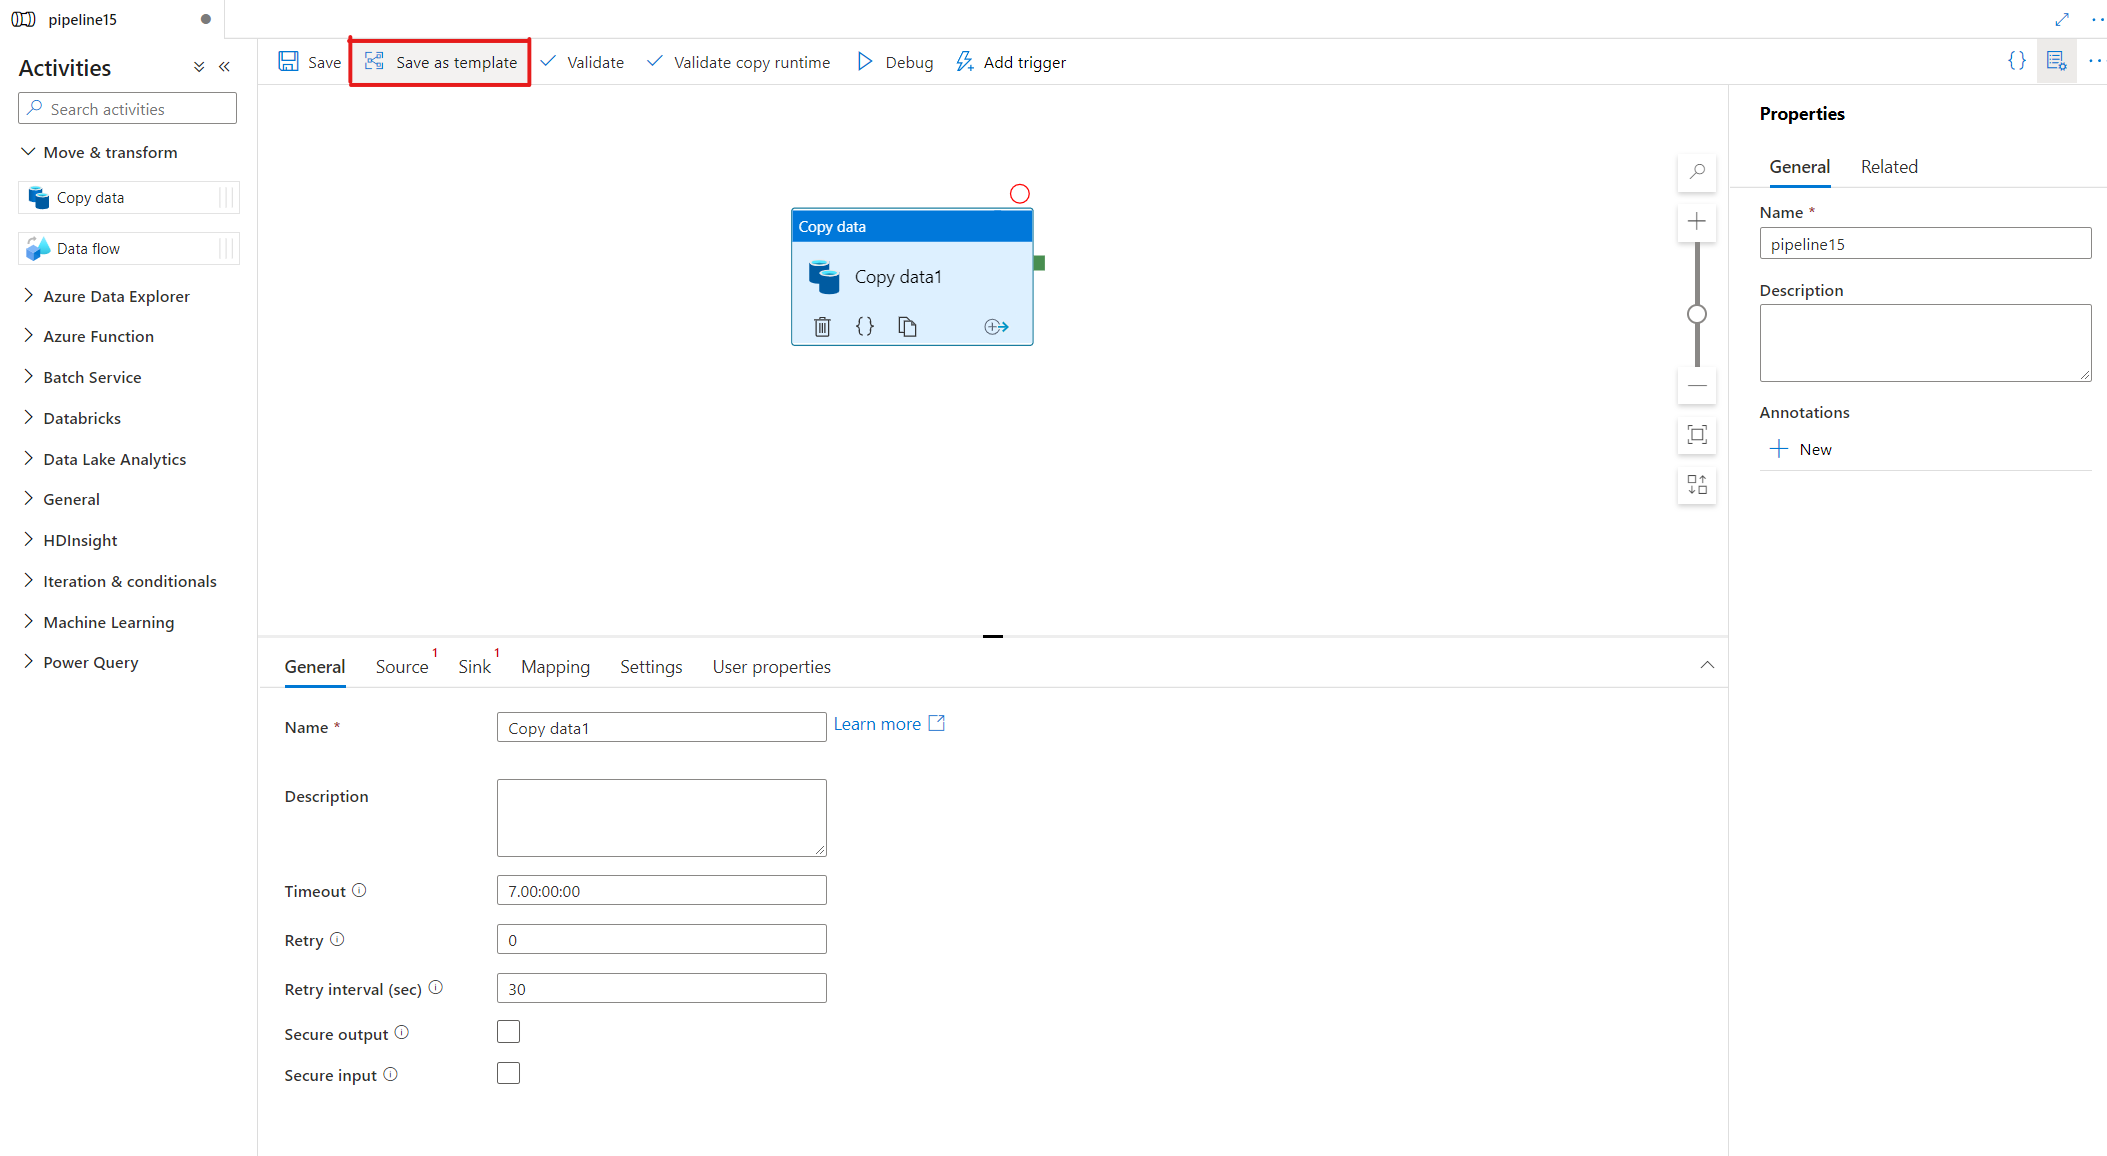 pipeline15
Activities
Search activities
Move & transform
Copy data
Data flow
Azure Data Explorer
Azure Function
Batch Service
Databricks
Data Lake Analytics
General
HDInsight
Iteration & conditionals
Machine Learning
Power Query
Save Save as template Validate Validate copy runtime Debug Add trigger
Copy data
Copy data1
General Source 1 Sink 1 Mapping Settings User properties
Name * Copy data1 Learn more
Description
Timeout 7.00:00:00
Retry 0
Retry interval (sec) 30
Secure output
Secure input
Properties
General Related
Name *
pipeline15
Description
Annotations
New